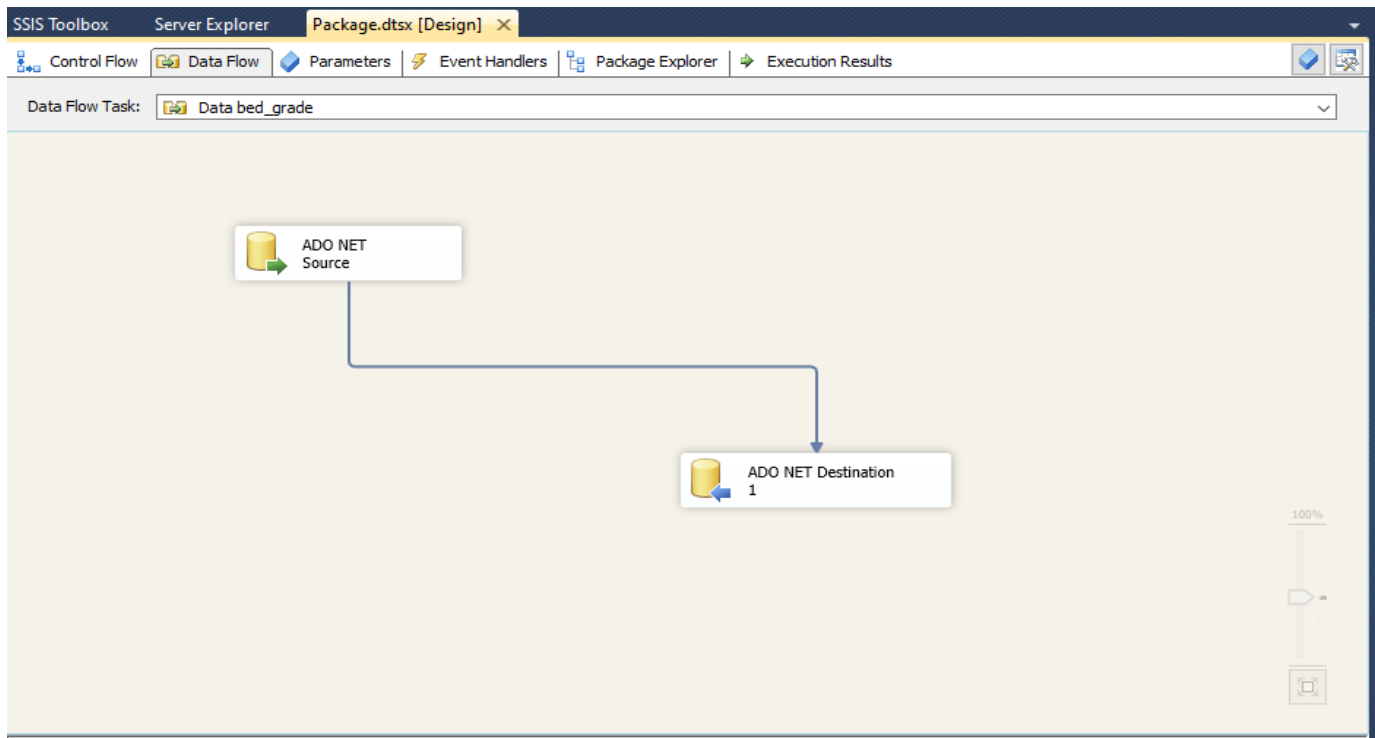 SSIS Toolbox Server Explorer Package.dtsx [Design]
Control Flow Data Flow Parameters Event Handlers Package Explorer Execution Results
Data Flow Task: Data bed_grade
ADO NET
Source
ADO NET Destination
1
100%